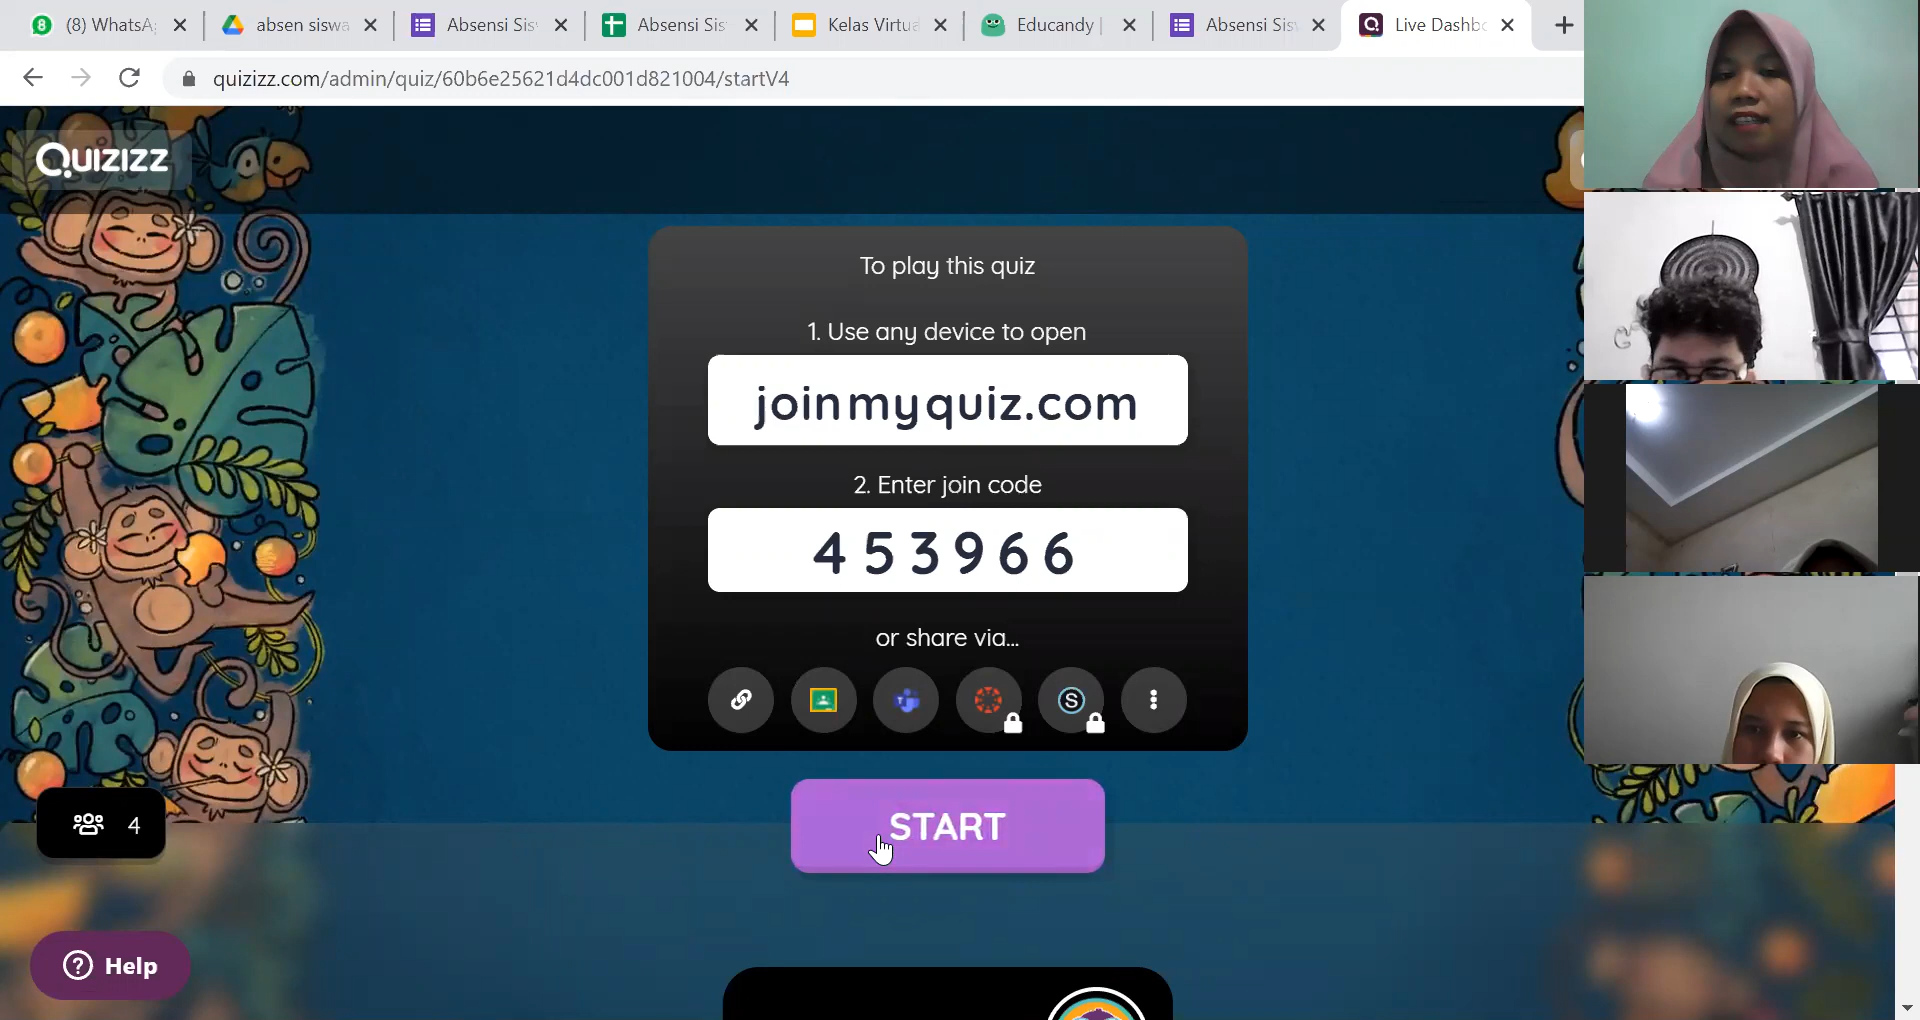 (8) WhatsA
absen siswa
Absensi Sis
Absensi Sis
Kelas Virtua
Educandy |
Absensi Sis
Live Dashbo
quizizz.com/admin/quiz/60b6e25621d4dc001d821004/startV4
Quizizz
To play this quiz
1. Use any device to open
joinmyquiz.com
2. Enter join code
453966
or share via...
START
4
Help